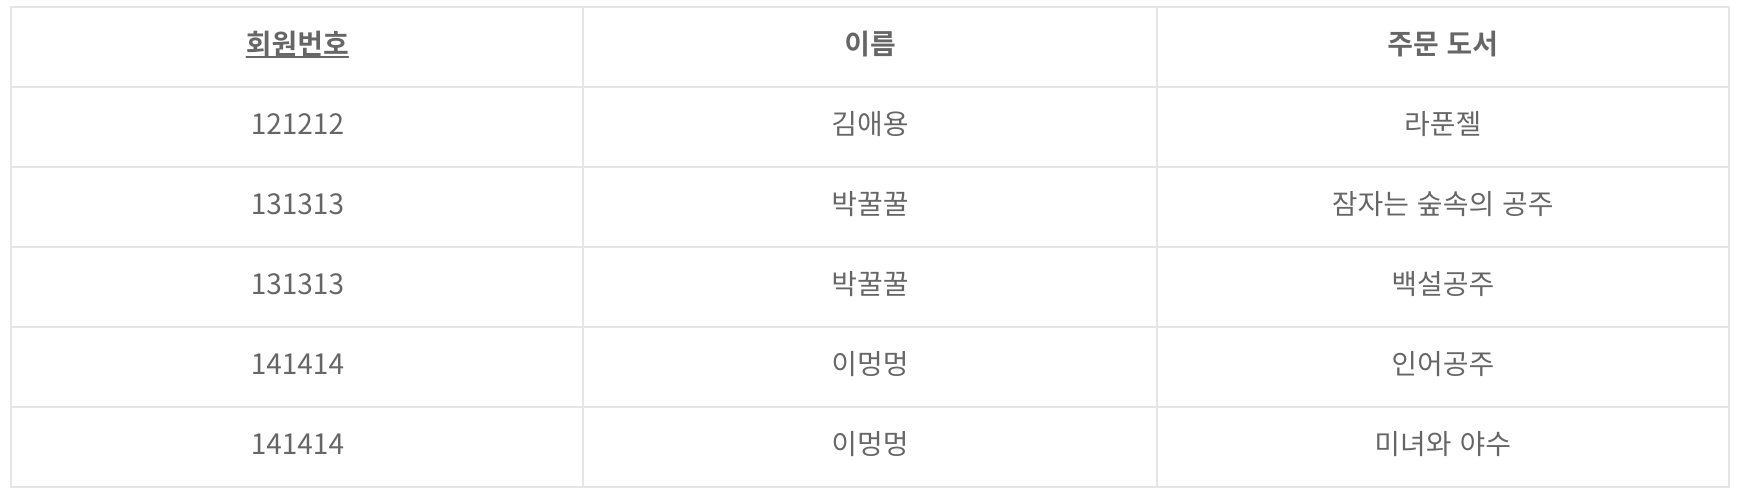 회원번호 이름 주문 도서
121212 김애용 라푼젤
131313 박꿀꿀 잠자는 숲속의 공주
131313 박꿀꿀 백설공주
141414 이멍멍 인어공주
141414 이멍멍 미녀와 야수